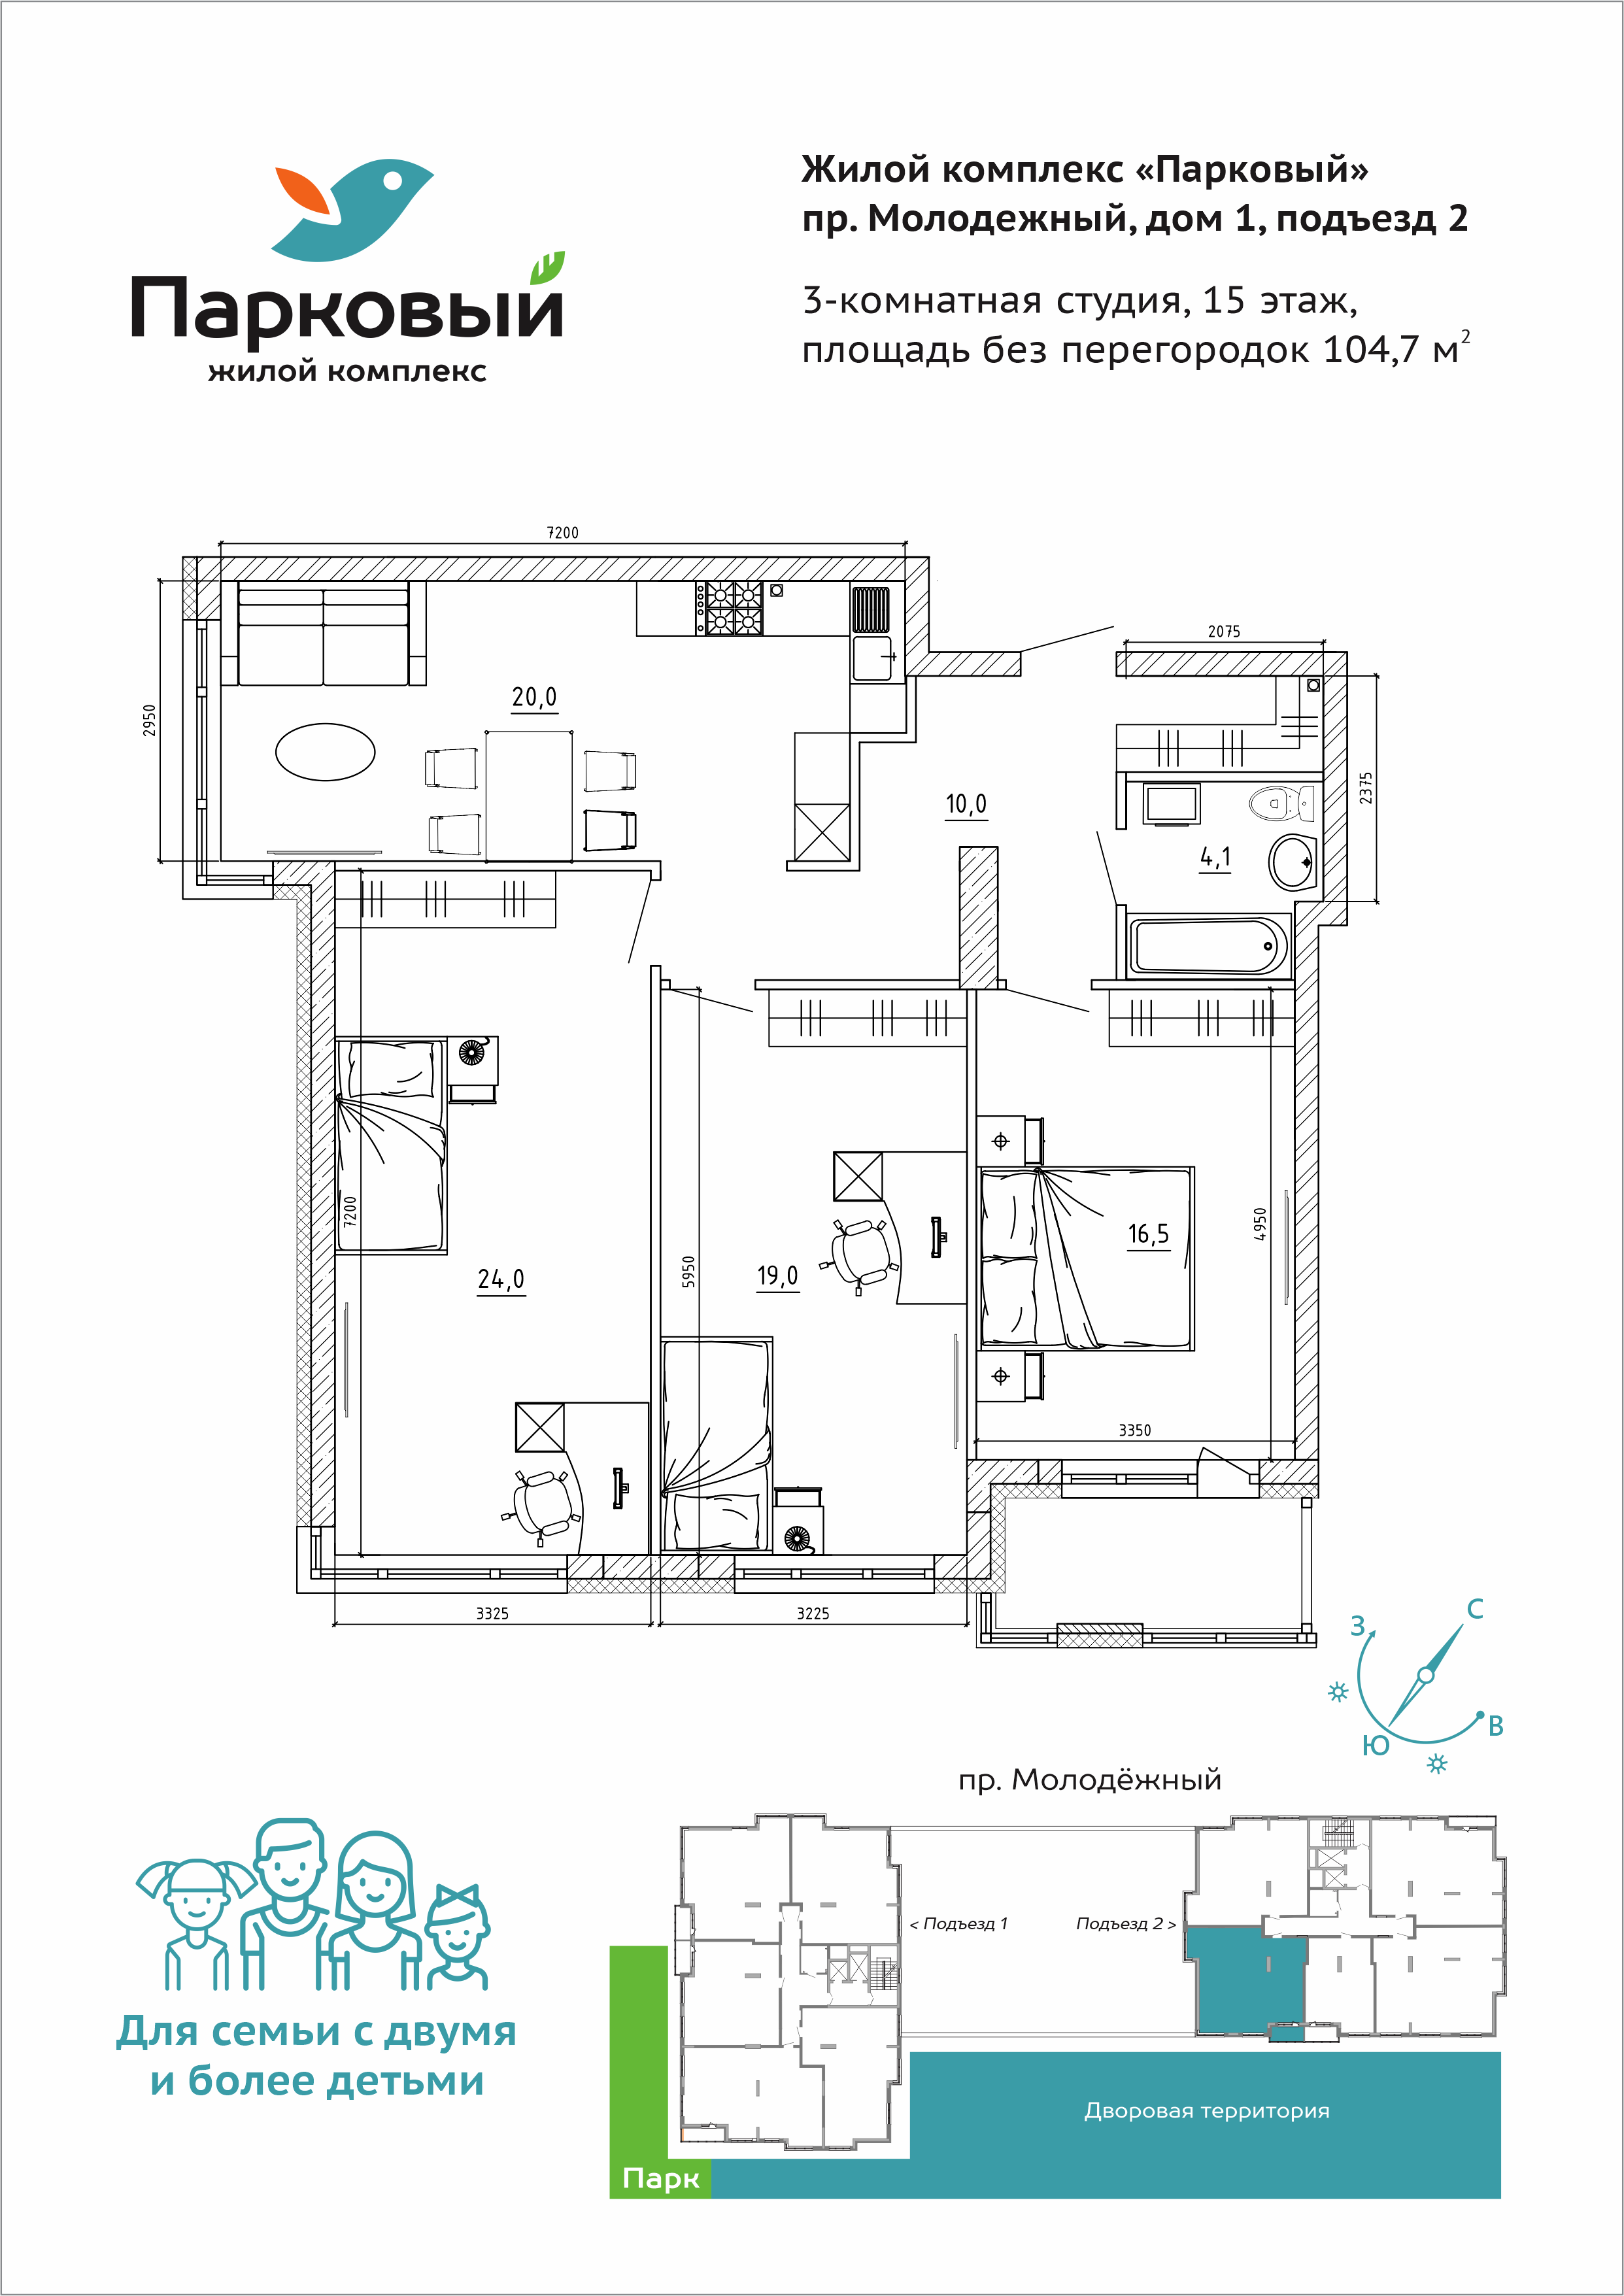 Парковый
жилой комплекс
Жилой комплекс «Парковый»
пр. Молодежный, дом 1, подъезд 2
3-комнатная студия, 15 этаж,
площадь без перегородок 104,7 м²
7200
2075
2950
20,0
2375
10,0
4,1
7200
5950
4950
16,5
24,0
19,0
3350
3325
3225
С
З
В
Ю
пр. Молодёжный
< Подъезд 1
Подъезд 2 >
Для семьи с двумя
и более детьми
Дворовая территория
Парк